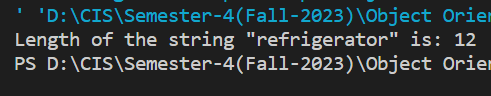 ' 'D:\CIS\Semester-4(Fall-2023)\Object Orien
Length of the string "refrigerator" is: 12
PS D:\CIS\Semester-4(Fall-2023)\Object Orien